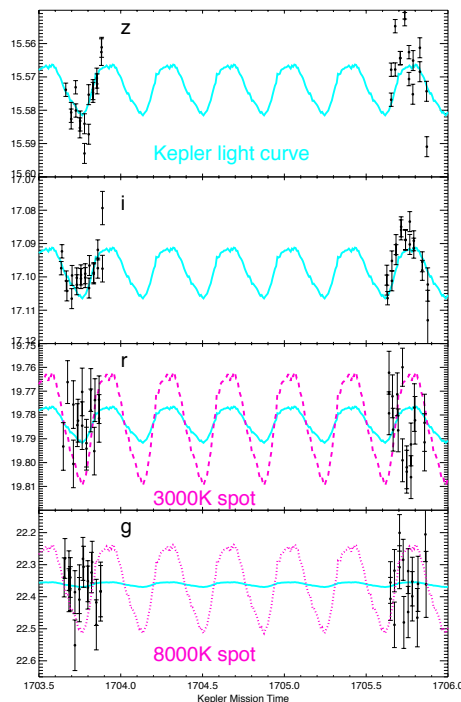 z
15.56
15.57
15.58
15.59
15.60
Kepler light curve
i
17.07
17.08
17.09
17.10
17.11
17.12
r
19.75
19.76
19.77
19.78
19.79
19.80
19.81
3000K spot
g
22.2
22.3
22.4
22.5
22.6
8000K spot
1703.5 1704.0 1704.5 1705.0 1705.5 1706.0
Kepler Mission Time